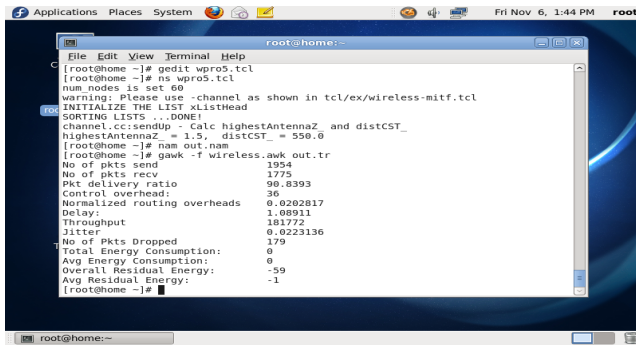 Applications Places System Fri Nov 6, 1:44 PM root
root@home:~
File Edit View Terminal Help
[root@home ~]# gedit wpro5.tcl
[root@home ~]# ns wpro5.tcl
num_nodes is set 60
warning: Please use -channel as shown in tcl/ex/wireless-mitf.tcl
INITIALIZE THE LIST xListHead
SORTING LISTS ...DONE!
channel.cc:sendUp - Calc highestAntennaZ_ and distCST_
highestAntennaZ_ = 1.5, distCST_ = 550.0
[root@home ~]# nam out.nam
[root@home ~]# gawk -f wireless.awk out.tr
No of pkts send 1954
No of pkts recv 1775
Pkt delivery ratio 90.8393
Control overhead: 36
Normalized routing overheads 0.0202817
Delay: 1.08911
Throughput 181772
Jitter 0.0223136
No of Pkts Dropped 179
Total Energy Consumption: 0
Avg Energy Consumption: 0
Overall Residual Energy: -59
Avg Residual Energy: -1
[root@home ~]#
root@home:~